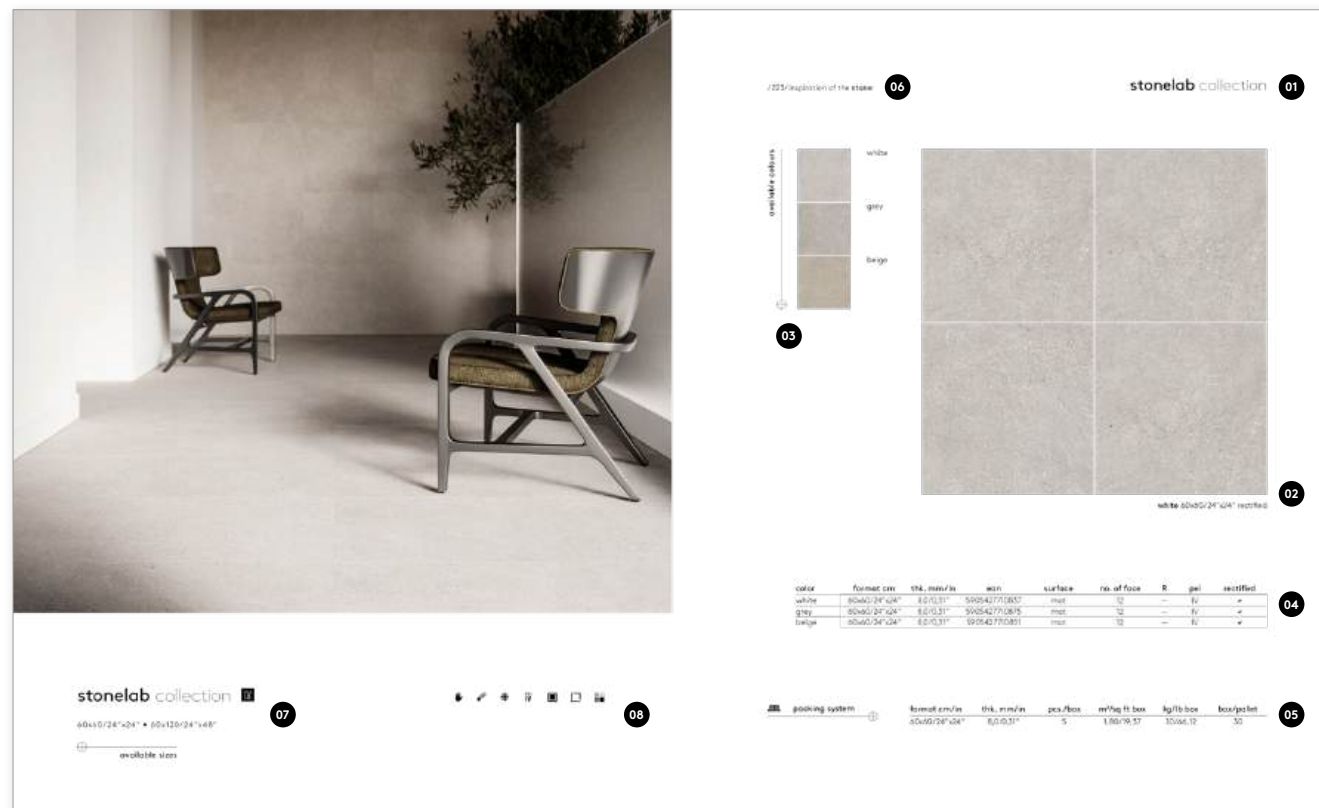 /223/inspiration of the stone
06
stonelab collection
01
available colours
white
grey
beige
03
02
white 60x60/24"x24" rectified
color format cm thk. mm/in ean surface no. of face R pei rectified
white 60x60/24"x24" 8,0/0,31" mat 12 — IV
grey 60x60/24"x24" 8,0/0,31" mat 12 — IV
beige 60x60/24"x24" 8,0/0,31" mat 12 — IV
04
stonelab collection
07
60x60/24"x24" • 60x120/24"x48"
available sizes
08
packing system
format cm/in thk. mm/in pcs./box m²/sq ft box kg/lb box box/pallet
60x60/24"x24" 8,0/0,31" 5 1,80/19,37 30/66,12 30
05